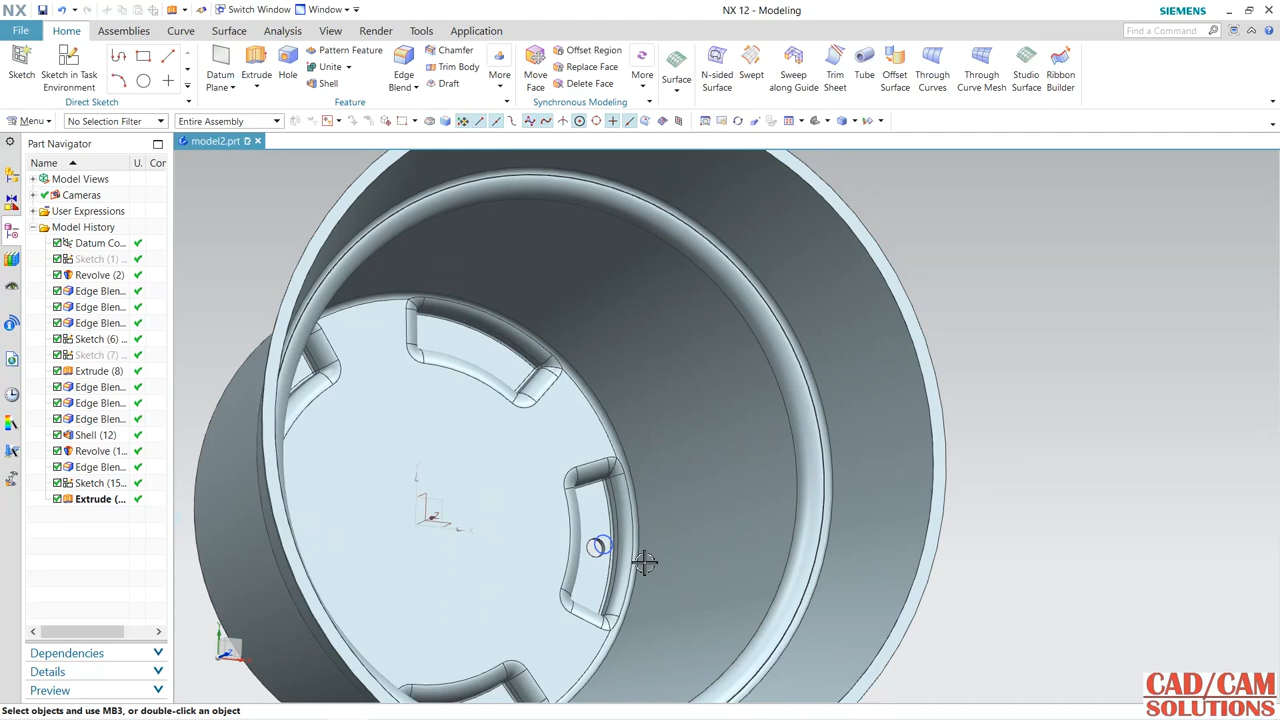 NX Switch Window Window NX 12 - Modeling SIEMENS
File Home Assemblies Curve Surface Analysis View Render Tools Application Find a Command
Sketch Sketch in Task Environment Direct Sketch
Datum Plane Extrude Hole Pattern Feature Unite Shell Edge Blend Chamfer Trim Body Draft More Feature
Move Face Offset Region Replace Face Delete Face More Synchronous Modeling
Surface N-sided Surface Swept Sweep along Guide Trim Sheet Tube Offset Surface Through Curves Through Curve Mesh Studio Surface Ribbon Builder
Menu No Selection Filter Entire Assembly
Part Navigator model2.prt
Name U. Cor
Model Views
Cameras
User Expressions
Model History
Datum Co...
Sketch (1) ...
Revolve (2)
Edge Blen...
Edge Blen...
Edge Blen...
Sketch (6) ...
Sketch (7) ...
Extrude (8)
Edge Blen...
Edge Blen...
Edge Blen...
Shell (12)
Revolve (1...
Edge Blen...
Sketch (15...
Extrude (...
Dependencies
Details
Preview
Select objects and use MB3, or double-click an object
CAD/CAM
SOLUTIONS